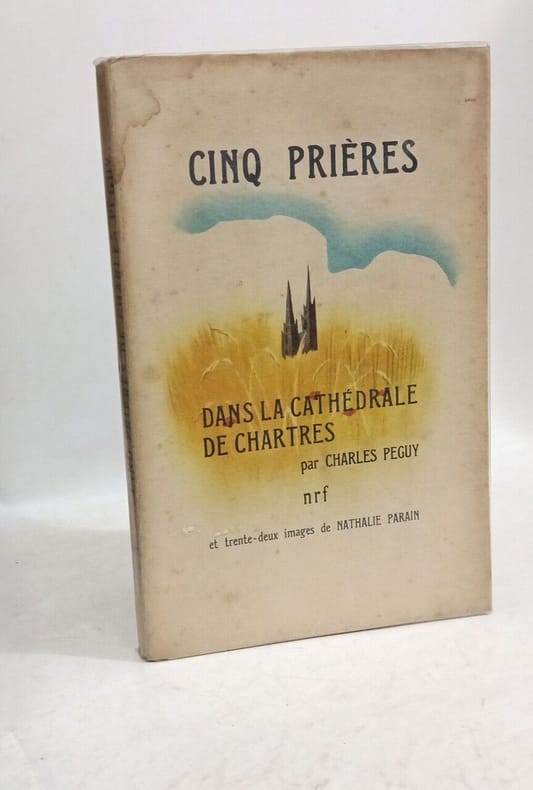 CINQ PRIÈRES
DANS LA CATHÉDRALE
DE CHARTRES
par CHARLES PEGUY
nrf
et trente-deux images de NATHALIE PARAIN